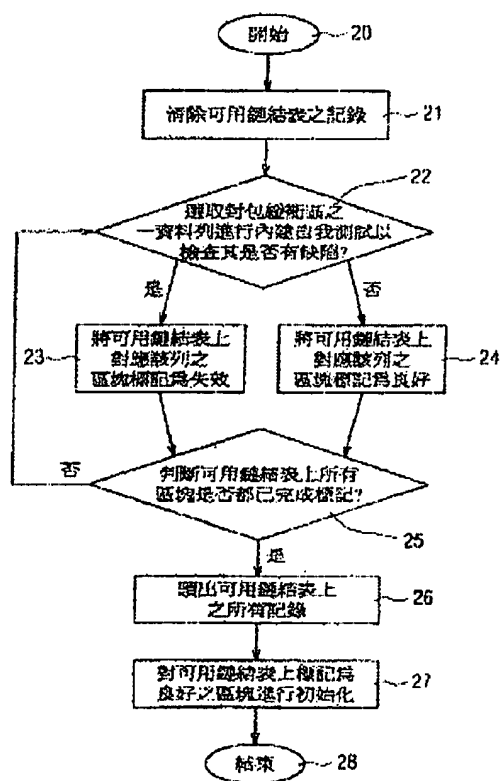 開始
20
清除可用鏈結表之記錄
21
22
選取對包緩衝區之
一資料列進行內建自我測試以
檢查其是否有缺陷?
是
否
將可用鏈結表上
對應該列之
區塊標記為失效
23
將可用鏈結表上
對應該列之
區塊標記為良好
24
否
判斷可用鏈結表上所有
區塊是否都已完成標記?
25
是
讀出可用鏈結表上
之所有記錄
26
對可用鏈結表上標記為
良好之區塊進行初始化
27
結束
28